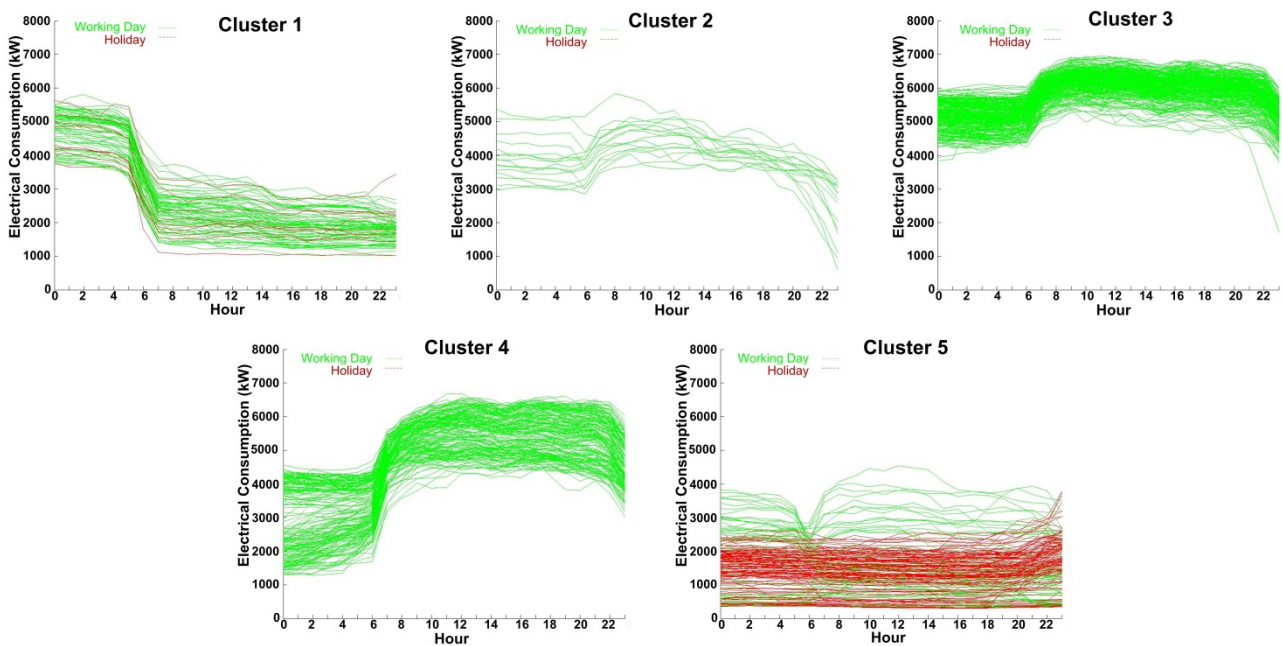 Cluster 1
Working Day
Holiday
Electrical Consumption (kW)
8000
7000
6000
5000
4000
3000
2000
1000
0
0 2 4 6 8 10 12 14 16 18 20 22
Hour
Cluster 2
Working Day
Holiday
Electrical Consumption (kW)
8000
7000
6000
5000
4000
3000
2000
1000
0
0 2 4 6 8 10 12 14 16 18 20 22
Hour
Cluster 3
Working Day
Holiday
Electrical Consumption (kW)
8000
7000
6000
5000
4000
3000
2000
1000
0
0 2 4 6 8 10 12 14 16 18 20 22
Hour
Cluster 4
Working Day
Holiday
Electrical Consumption (kW)
8000
7000
6000
5000
4000
3000
2000
1000
0
0 2 4 6 8 10 12 14 16 18 20 22
Hour
Cluster 5
Working Day
Holiday
Electrical Consumption (kW)
8000
7000
6000
5000
4000
3000
2000
1000
0
0 2 4 6 8 10 12 14 16 18 20 22
Hour